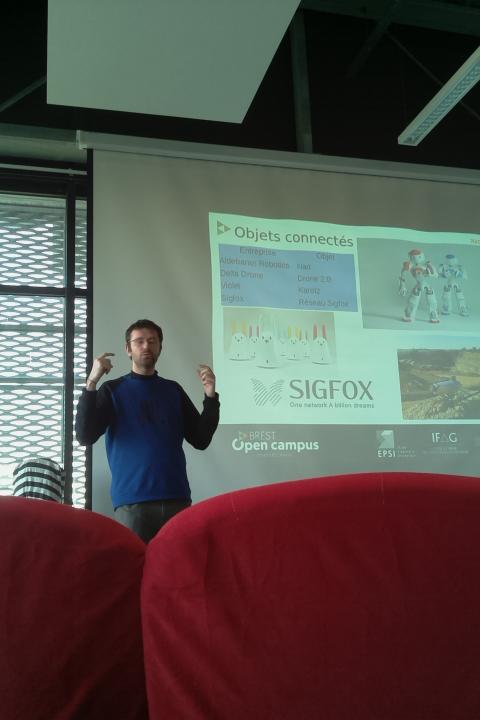 Objets connectés
Entreprise Objet
Aldebaran Robotics Nao
Delta Drone Drone 2.0
Violet Karotz
Sigfox Réseau Sigfox
SIGFOX
One network A billion dreams
BREST
Open campus
EPSI
IFAG